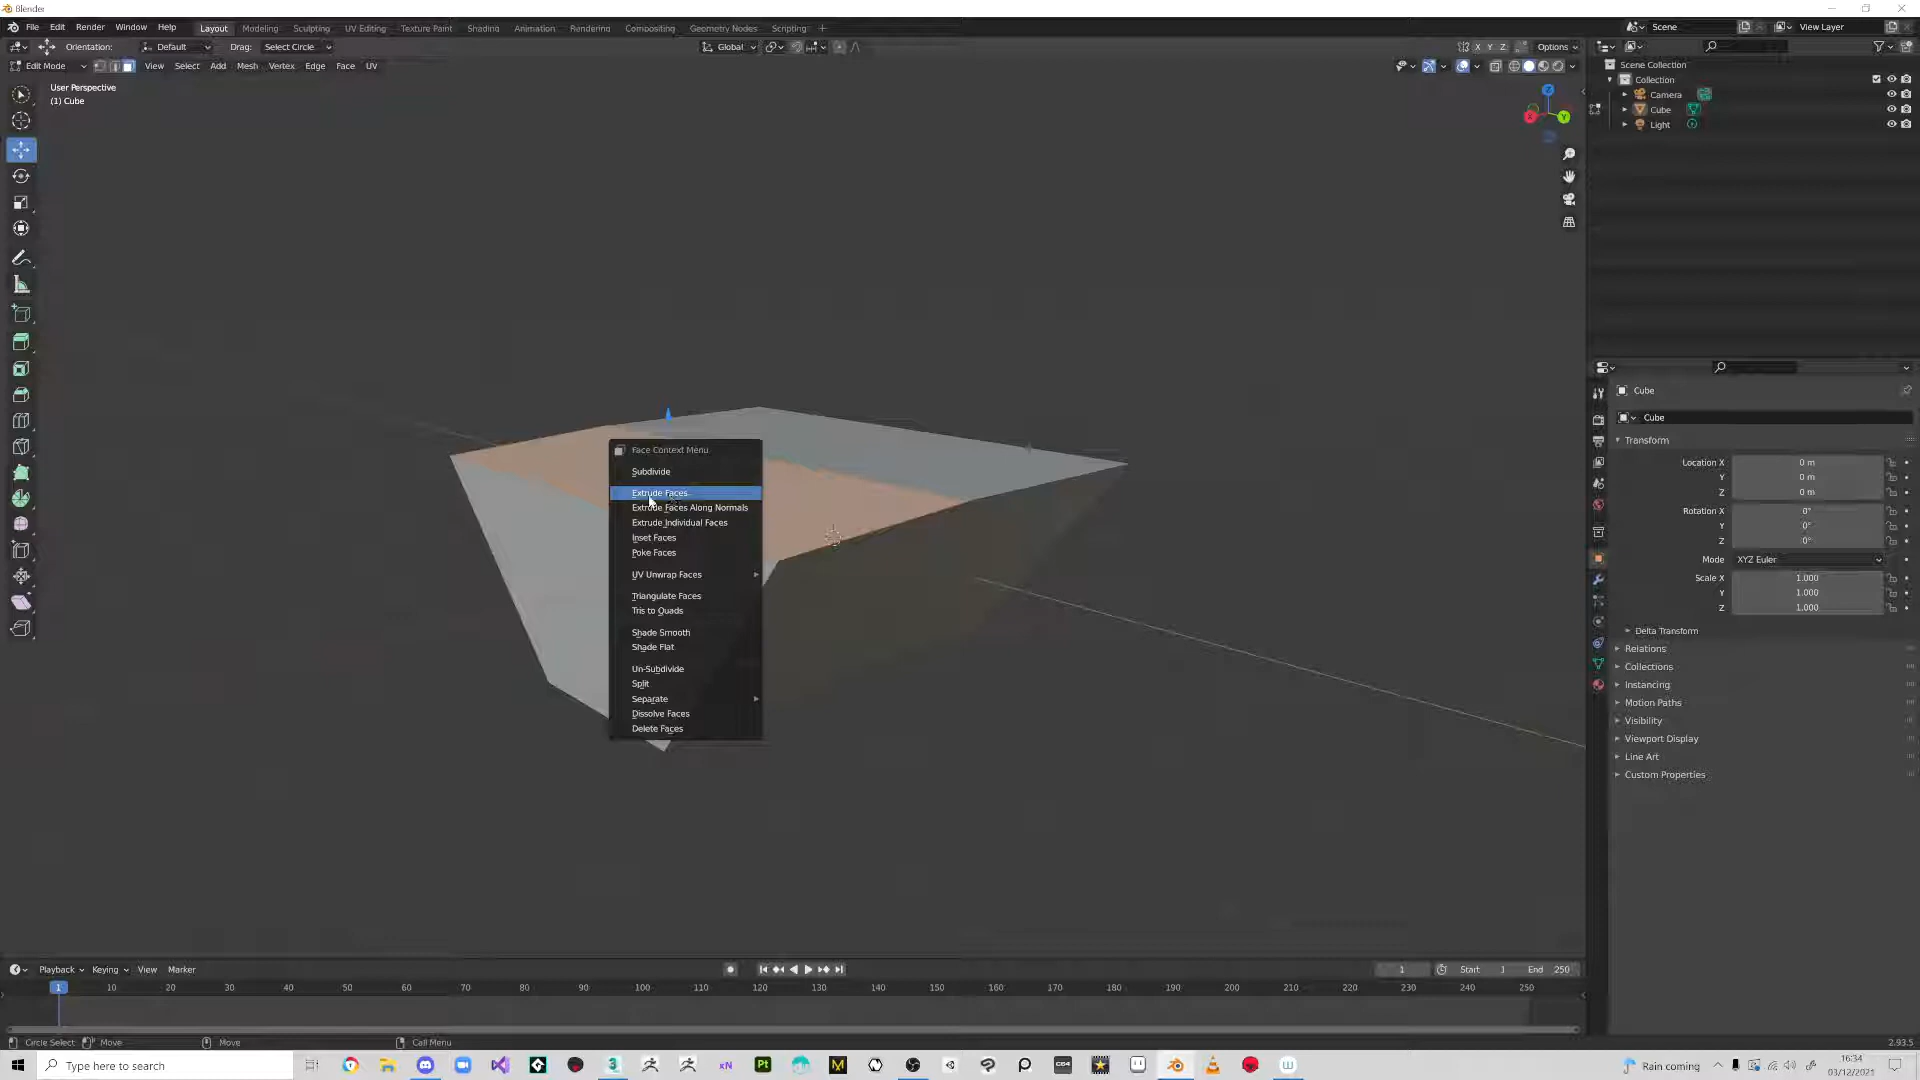 Blender
File Edit Render Window Help Layout Modeling Sculpting UV Editing Texture Paint Shading Animation Rendering Compositing Geometry Nodes Scripting + Scene View Layer
Orientation: Default Drag: Select Circle Global X Y Z Options
Edit Mode View Select Add Mesh Vertex Edge Face UV
User Perspective
(1) Cube
Scene Collection
Collection
Camera
Cube
Light
Z
X
Y
Face Context Menu
Subdivide
Extrude Faces
Extrude Faces Along Normals
Extrude Individual Faces
Inset Faces
Poke Faces
UV Unwrap Faces
Triangulate Faces
Tris to Quads
Shade Smooth
Shade Flat
Un-Subdivide
Split
Separate
Dissolve Faces
Delete Faces
Cube
Cube
Transform
Location X 0 m
Y 0 m
Z 0 m
Rotation X 0°
Y 0°
Z 0°
Mode XYZ Euler
Scale X 1.000
Y 1.000
Z 1.000
Delta Transform
Relations
Collections
Instancing
Motion Paths
Visibility
Viewport Display
Line Art
Custom Properties
Playback Keying View Marker 1 Start 1 End 250
1 10 20 30 40 50 60 70 80 90 100 110 120 130 140 150 160 170 180 190 200 210 220 230 240 250
Circle Select Move Move Call Menu 2.93.5
Type here to search xN Pt C64 Rain coming 16:34
03/12/2021